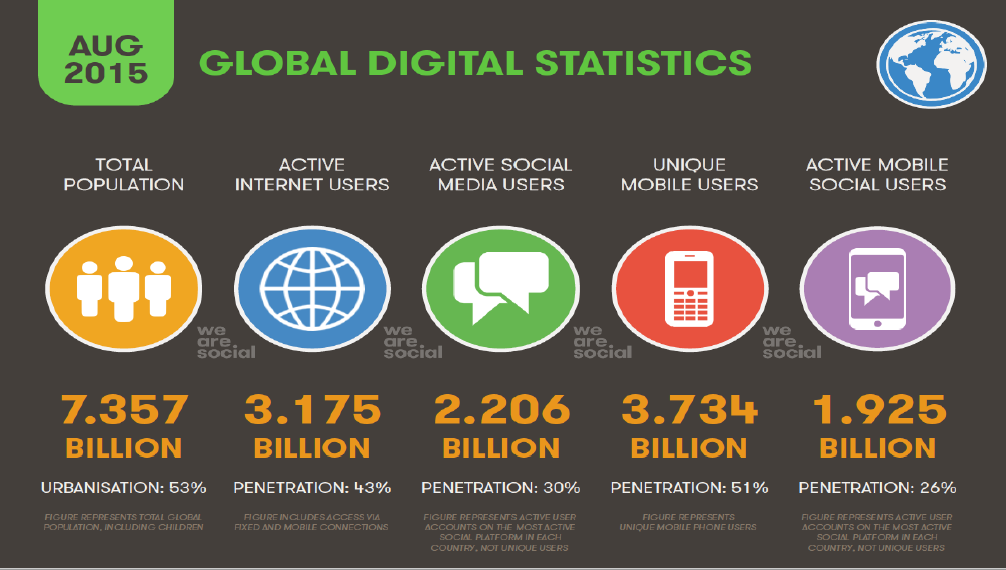 AUG
2015
GLOBAL DIGITAL STATISTICS
TOTAL
POPULATION
ACTIVE
INTERNET USERS
ACTIVE SOCIAL
MEDIA USERS
UNIQUE
MOBILE USERS
ACTIVE MOBILE
SOCIAL USERS
we
are
social
we
are
social
we
are
social
we
are
social
7.357
BILLION
URBANISATION: 53%
FIGURE REPRESENTS TOTAL GLOBAL
POPULATION, INCLUDING CHILDREN
3.175
BILLION
PENETRATION: 43%
FIGURE INCLUDES ACCESS VIA
FIXED AND MOBILE CONNECTIONS
2.206
BILLION
PENETRATION: 30%
FIGURE REPRESENTS ACTIVE USER
ACCOUNTS ON THE MOST ACTIVE
SOCIAL PLATFORM IN EACH
COUNTRY, NOT UNIQUE USERS
3.734
BILLION
PENETRATION: 51%
FIGURE REPRESENTS
UNIQUE MOBILE PHONE USERS
1.925
BILLION
PENETRATION: 26%
FIGURE REPRESENTS ACTIVE USER
ACCOUNTS ON THE MOST ACTIVE
SOCIAL PLATFORM IN EACH
COUNTRY, NOT UNIQUE USERS